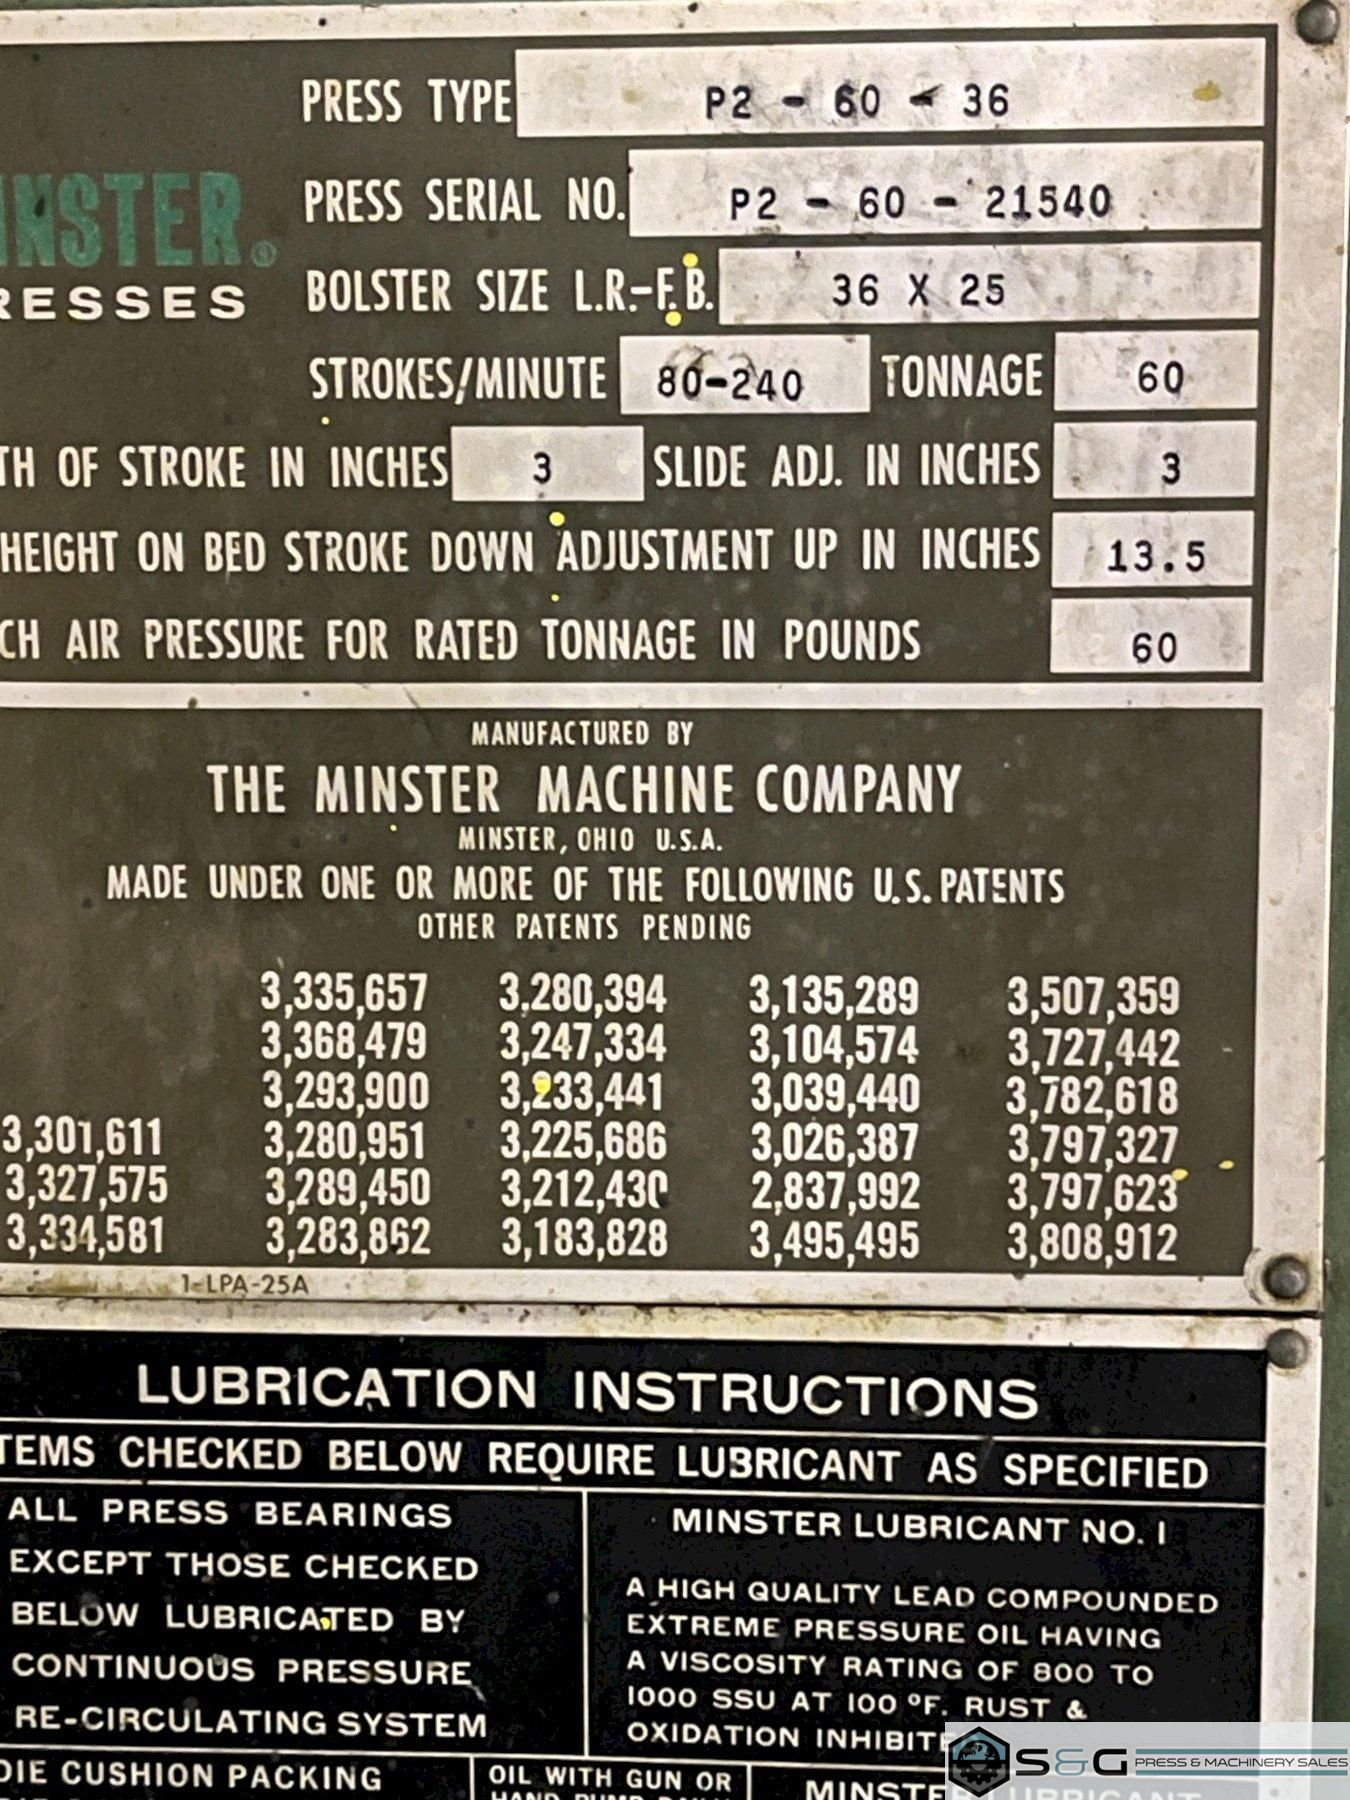 PRESS TYPE P2 - 60 - 36
INSTER®
PRESS SERIAL NO. P2 - 60 - 21540
RESSES
BOLSTER SIZE L.R.-F.B. 36 X 25
STROKES/MINUTE 80-240 TONNAGE 60
TH OF STROKE IN INCHES 3 SLIDE ADJ. IN INCHES 3
HEIGHT ON BED STROKE DOWN ADJUSTMENT UP IN INCHES 13.5
CH AIR PRESSURE FOR RATED TONNAGE IN POUNDS 60
MANUFACTURED BY
THE MINSTER MACHINE COMPANY
MINSTER, OHIO U.S.A.
MADE UNDER ONE OR MORE OF THE FOLLOWING U.S. PATENTS
OTHER PATENTS PENDING
3,335,657 3,280,394 3,135,289 3,507,359
3,368,479 3,247,334 3,104,574 3,727,442
3,293,900 3,233,441 3,039,440 3,782,618
3,301,611 3,280,951 3,225,686 3,026,387 3,797,327
3,327,575 3,289,450 3,212,430 2,837,992 3,797,623
3,334,581 3,283,862 3,183,828 3,495,495 3,808,912
1-LPA-25A
LUBRICATION INSTRUCTIONS
TEMS CHECKED BELOW REQUIRE LUBRICANT AS SPECIFIED
ALL PRESS BEARINGS
EXCEPT THOSE CHECKED
BELOW LUBRICATED BY
CONTINUOUS PRESSURE
RE-CIRCULATING SYSTEM
MINSTER LUBRICANT NO. 1
A HIGH QUALITY LEAD COMPOUNDED
EXTREME PRESSURE OIL HAVING
A VISCOSITY RATING OF 800 TO
1000 SSU AT 100 °F. RUST &
OXIDATION INHIBITE
DIE CUSHION PACKING
OIL WITH GUN OR
MINSTE LUBRICANT
S&G PRESS & MACHINERY SALES